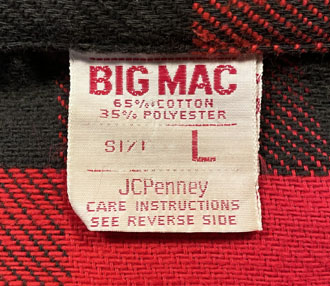 BIG MAC
65% COTTON
35% POLYESTER
SIZE L
JCPenney
CARE INSTRUCTIONS
SEE REVERSE SIDE